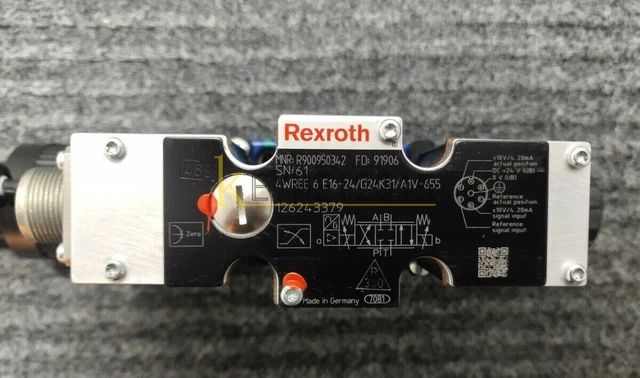 Rexroth
MNR: R900950342 FD: 91906
SN: 61
4WREE 6 E16-24/G24K31/A1V-655
126243379
Zero
A B
a
b
P T
P
Made in Germany
7081
±10V/4..20mA
actual position
DC +24 V (UB)
0 V (UB)
Reference
actual position
±10V/4..20mA
signal input
Reference
signal input